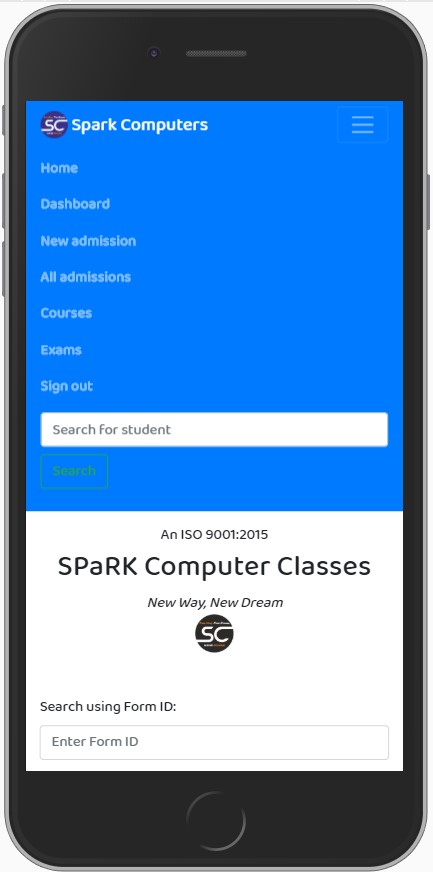 SC Spark Computers
Home
Dashboard
New admission
All admissions
Courses
Exams
Sign out
Search for student
Search
An ISO 9001:2015
SPaRK Computer Classes
New Way, New Dream
SC
Search using Form ID:
Enter Form ID